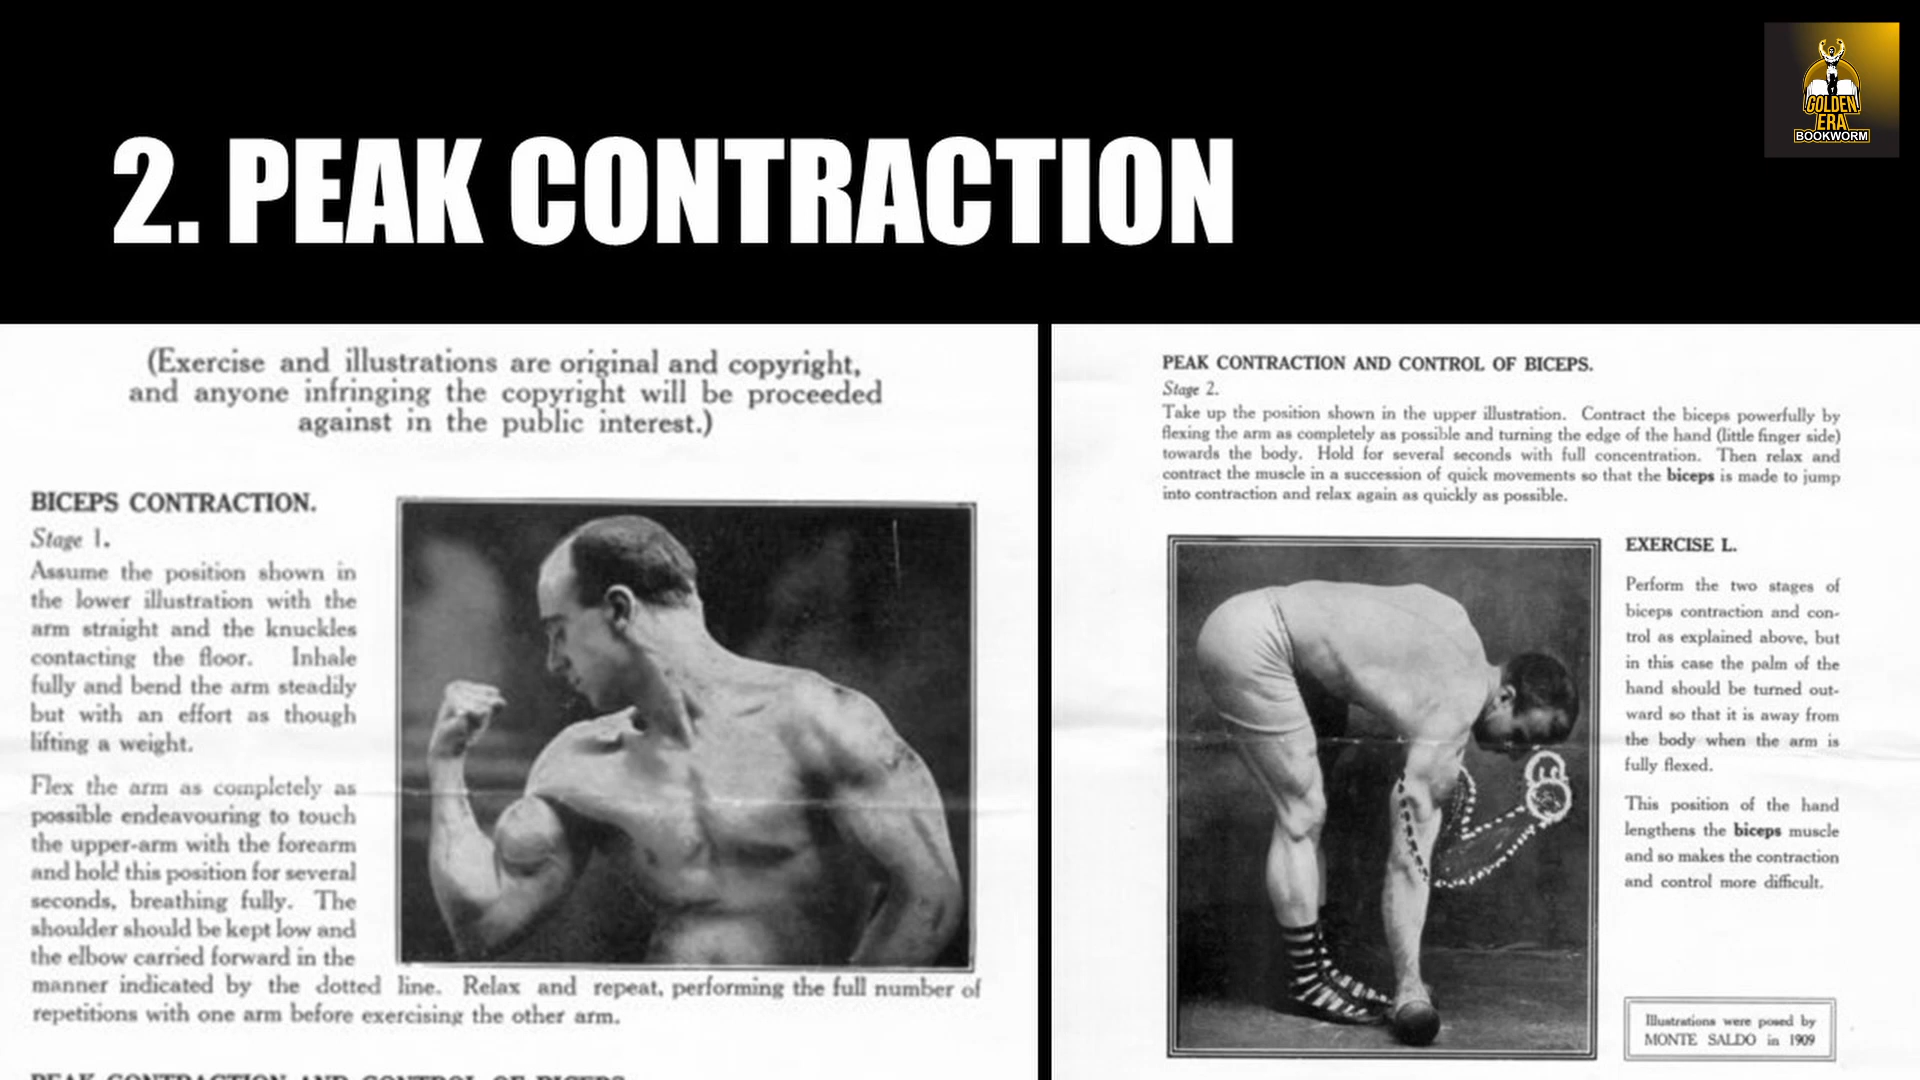 2. PEAK CONTRACTION
GOLDEN
ERA
BOOKWORM
(Exercise and illustrations are original and copyright,
and anyone infringing the copyright will be proceeded
against in the public interest.)
BICEPS CONTRACTION.
Stage 1.
Assume the position shown in
the lower illustration with the
arm straight and the knuckles
contacting the floor. Inhale
fully and bend the arm steadily
but with an effort as though
lifting a weight.
Flex the arm as completely as
possible endeavouring to touch
the upper-arm with the forearm
and hold this position for several
seconds, breathing fully. The
shoulder should be kept low and
the elbow carried forward in the
manner indicated by the dotted line. Relax and repeat, performing the full number of
repetitions with one arm before exercising the other arm.
PEAK CONTRACTION AND CONTROL OF BICEPS
PEAK CONTRACTION AND CONTROL OF BICEPS.
Stage 2.
Take up the position shown in the upper illustration. Contract the biceps powerfully by
flexing the arm as completely as possible and turning the edge of the hand (little finger side)
towards the body. Hold for several seconds with full concentration. Then relax and
contract the muscle in a succession of quick movements so that the biceps is made to jump
into contraction and relax again as quickly as possible.
EXERCISE L.
Perform the two stages of
biceps contraction and con-
trol as explained above, but
in this case the palm of the
hand should be turned out-
ward so that it is away from
the body when the arm is
fully flexed.
This position of the hand
lengthens the biceps muscle
and so makes the contraction
and control more difficult.
Illustrations were posed by
MONTE SALDO in 1909